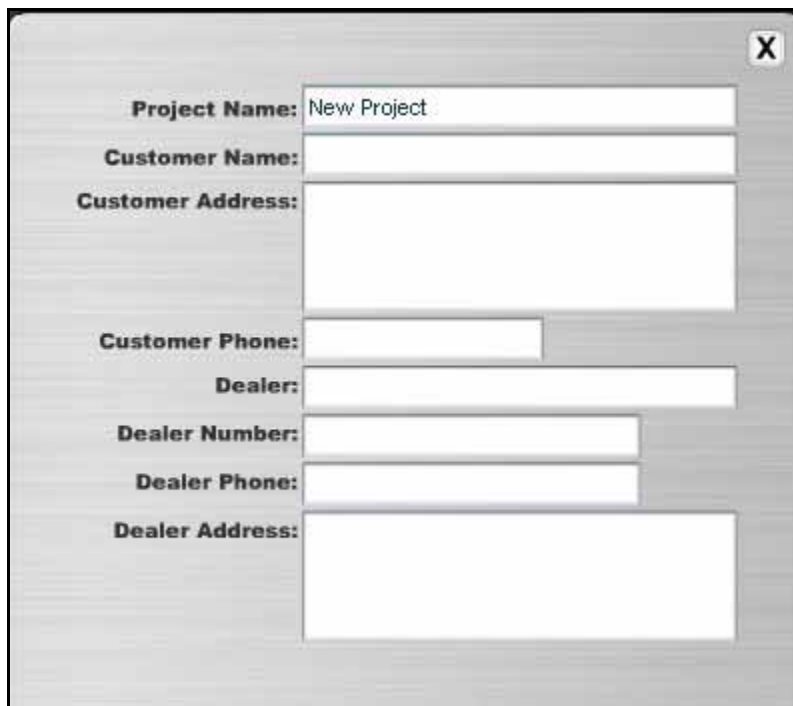 X
Project Name: New Project
Customer Name:
Customer Address:
Customer Phone:
Dealer:
Dealer Number:
Dealer Phone:
Dealer Address: